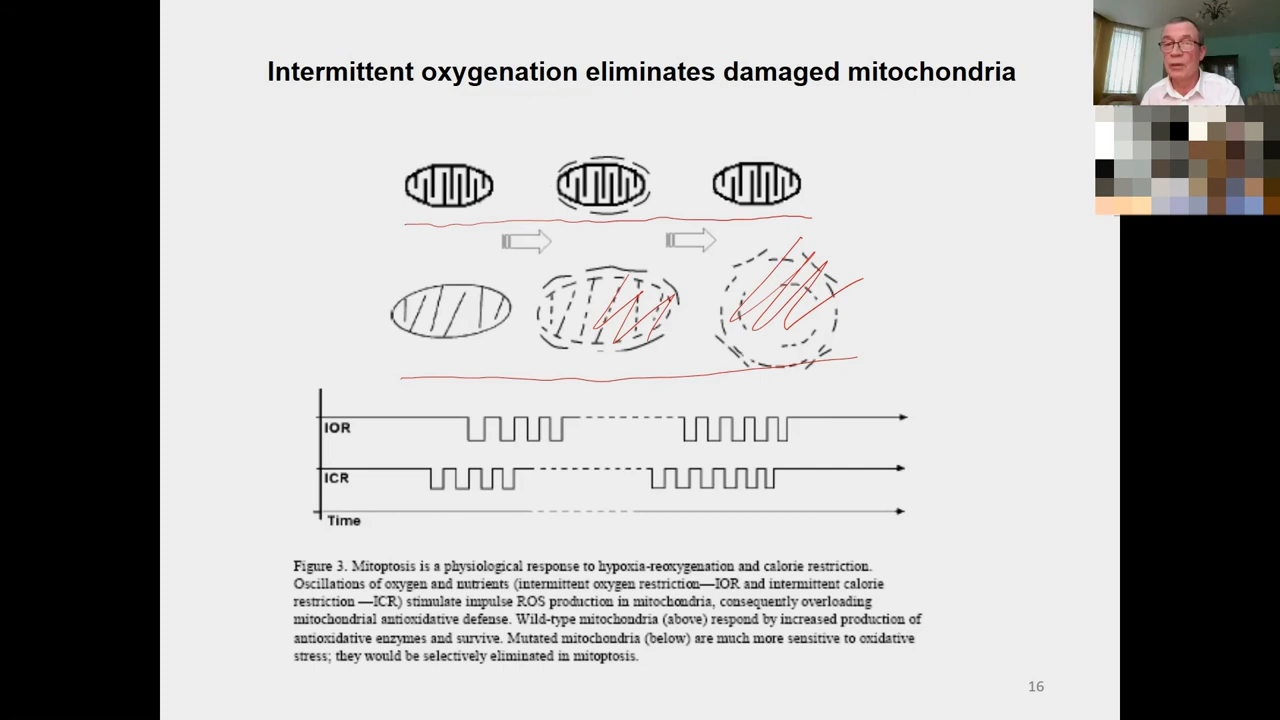 Intermittent oxygenation eliminates damaged mitochondria
IOR
ICR
Time
Figure 3. Mitoptosis is a physiological response to hypoxia-reoxygenation and calorie restriction.
Oscillations of oxygen and nutrients (intermittent oxygen restriction—IOR and intermittent calorie
restriction —ICR) stimulate impulse ROS production in mitochondria, consequently overloading
mitochondrial antioxidative defense. Wild-type mitochondria (above) respond by increased production of
antioxidative enzymes and survive. Mutated mitochondria (below) are much more sensitive to oxidative
stress; they would be selectively eliminated in mitoptosis.
16